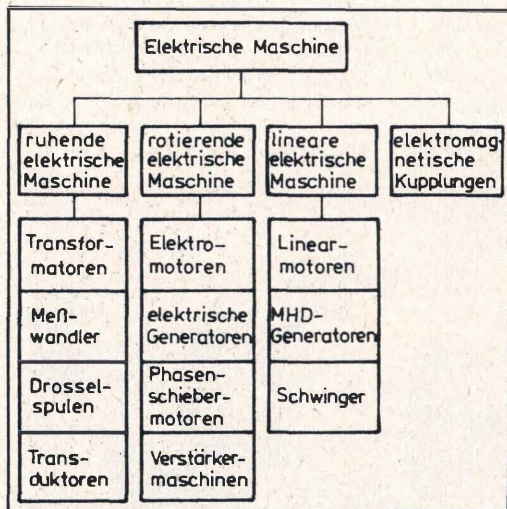 Elektrische Maschine
ruhende
elektrische
Maschine
rotierende
elektrische
Maschine
lineare
elektrische
Maschine
elektromag-
netische
Kupplungen
Transfor-
matoren
Meß-
wandler
Drossel-
spulen
Trans-
duktoren
Elektro-
motoren
elektrische
Generatoren
Phasen-
schieber-
motoren
Verstärker-
maschinen
Linear-
motoren
MHD-
Generatoren
Schwinger